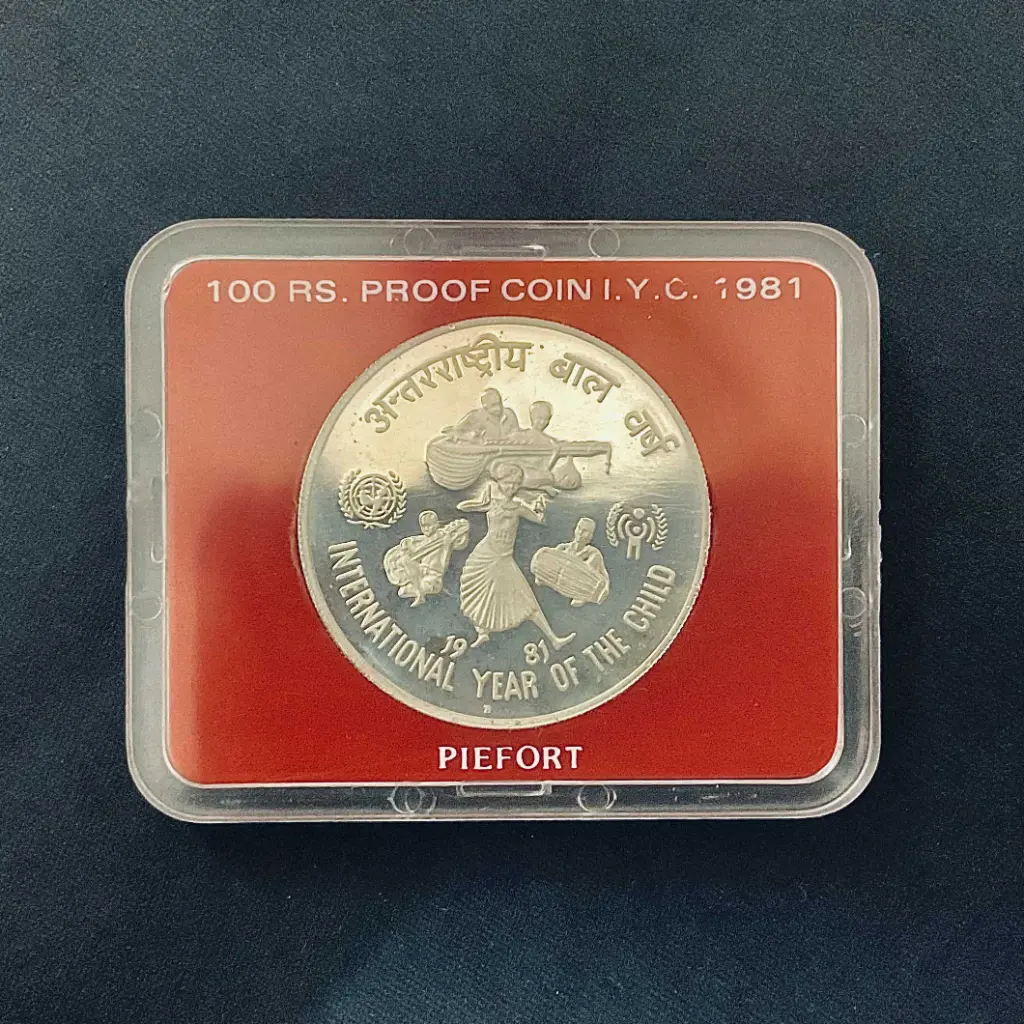 100 RS. PROOF COIN I.Y.C. 1981
अन्तरराष्ट्रीय बाल वर्ष
19 81
INTERNATIONAL YEAR OF THE CHILD
B
PIEFORT